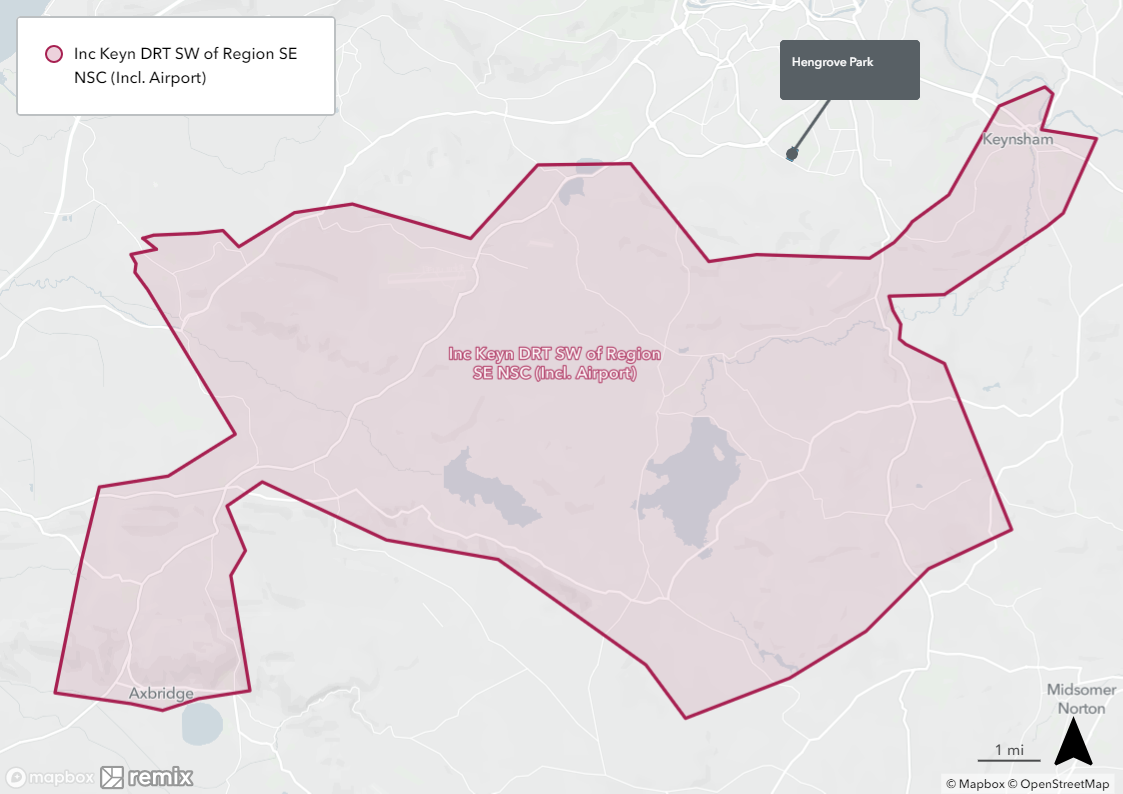 Inc Keyn DRT SW of Region SE
NSC (Incl. Airport)
Hengrove Park
Keynsham
Inc Keyn DRT SW of Region
SE NSC (Incl. Airport)
Axbridge
Midsomer
Norton
1 mi
mapbox remix
© Mapbox © OpenStreetMap